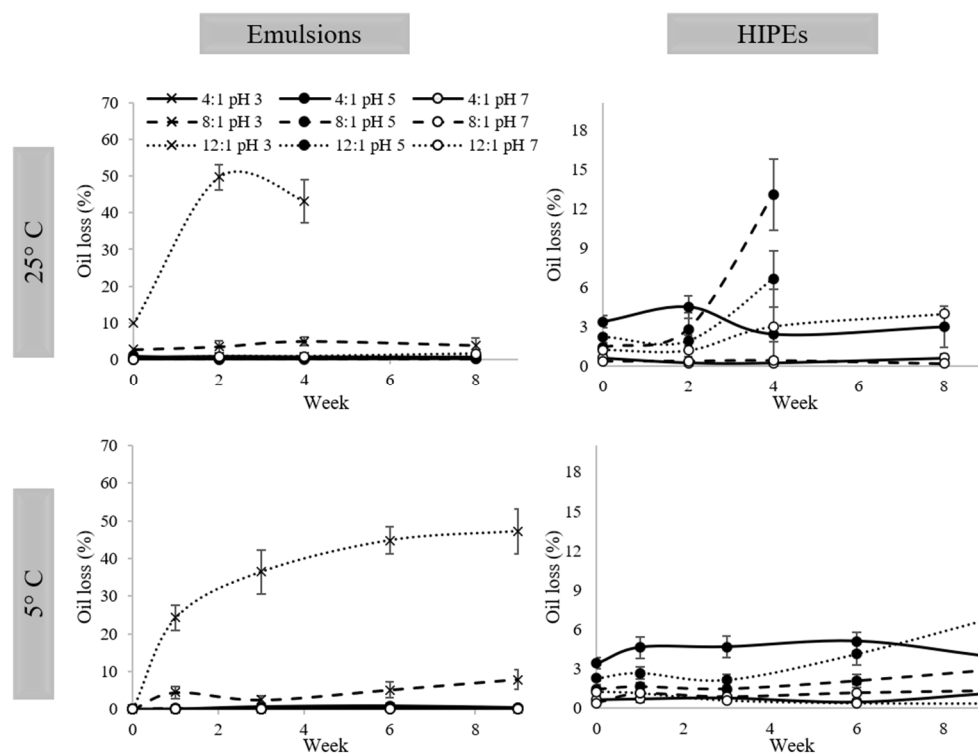 Emulsions
HIPEs
25° C
Oil loss (%)
70
60
50
40
30
20
10
0
4:1 pH 3 4:1 pH 5 4:1 pH 7
8:1 pH 3 8:1 pH 5 8:1 pH 7
12:1 pH 3 12:1 pH 5 12:1 pH 7
0 2 4 6 8
Week
Oil loss (%)
18
15
12
9
6
3
0
0 2 4 6 8
Week
5° C
Oil loss (%)
70
60
50
40
30
20
10
0
0 2 4 6 8
Week
Oil loss (%)
18
15
12
9
6
3
0
0 2 4 6 8
Week